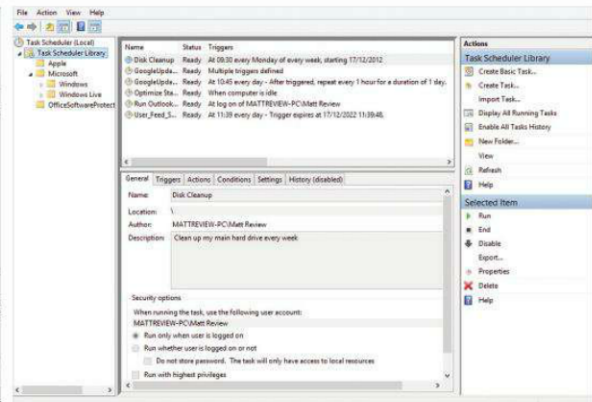 File Action View Help
Task Scheduler (Local)
Task Scheduler Library
Apple
Microsoft
Windows
Windows Live
OfficeSoftwareProtect
Name Status Triggers
Disk Cleanup Ready At 09:30 every Monday of every week, starting 17/12/2012
GoogleUpda... Ready Multiple triggers defined
GoogleUpda... Ready At 10:45 every day - After triggered, repeat every 1 hour for a duration of 1 day.
Optimize Sta... Ready When computer is idle
Run Outlook... Ready At log on of MATTREVIEW-PC\Matt Review
User_Feed_S... Ready At 11:39 every day - Trigger expires at 17/12/2022 11:39:48.
General Triggers Actions Conditions Settings History (disabled)
Name: Disk Cleanup
Location: \
Author: MATTREVIEW-PC\Matt Review
Description: Clean up my main hard drive every week
Security options
When running the task, use the following user account:
MATTREVIEW-PC\Matt Review
Run only when user is logged on
Run whether user is logged on or not
Do not store password. The task will only have access to local resources
Run with highest privileges
Actions
Task Scheduler Library
Create Basic Task...
Create Task...
Import Task...
Display All Running Tasks
Enable All Tasks History
New Folder...
View
Refresh
Help
Selected Item
Run
End
Disable
Export...
Properties
Delete
Help